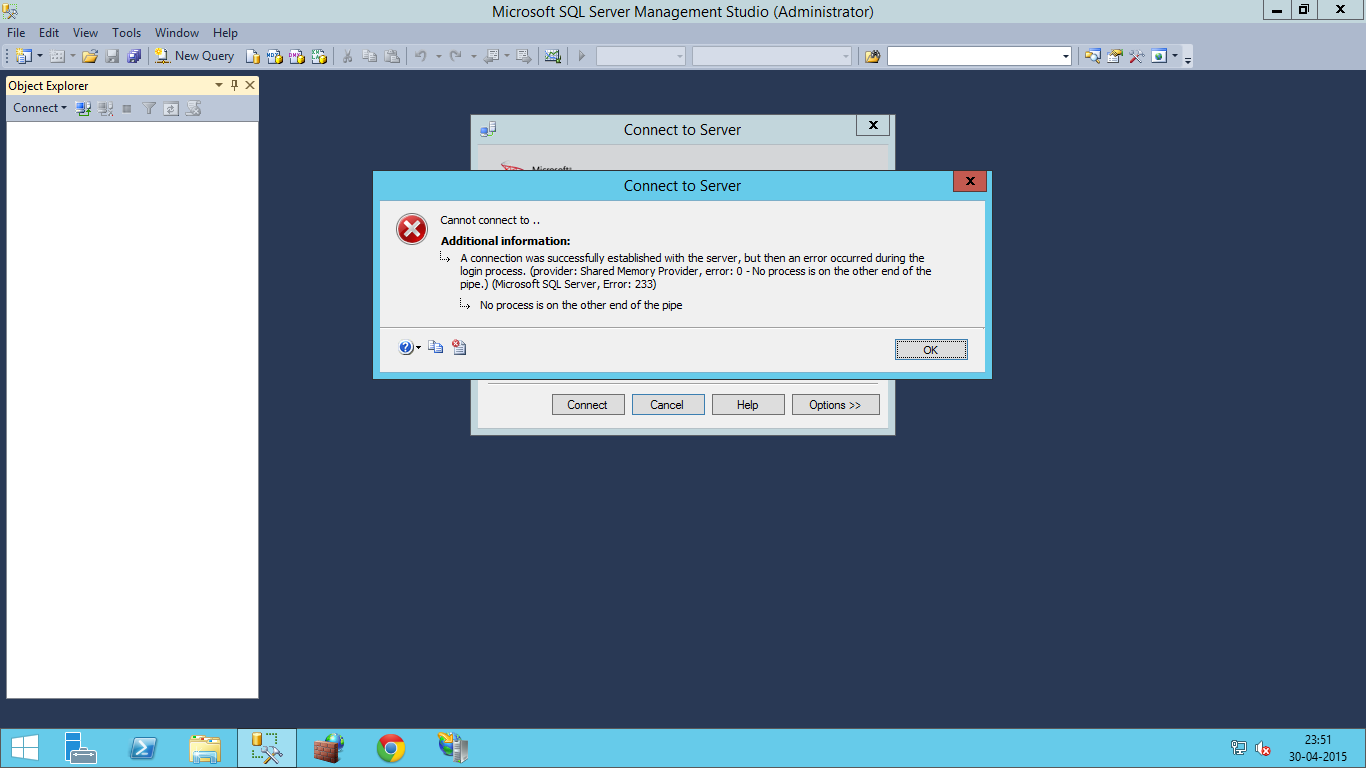 Microsoft SQL Server Management Studio (Administrator)
File Edit View Tools Window Help
New Query
Object Explorer
Connect
Connect to Server
Microsoft
Connect to Server
Cannot connect to ..
Additional information:
A connection was successfully established with the server, but then an error occurred during the
login process. (provider: Shared Memory Provider, error: 0 - No process is on the other end of the
pipe.) (Microsoft SQL Server, Error: 233)
No process is on the other end of the pipe
OK
Connect Cancel Help Options >>
23:51
30-04-2015